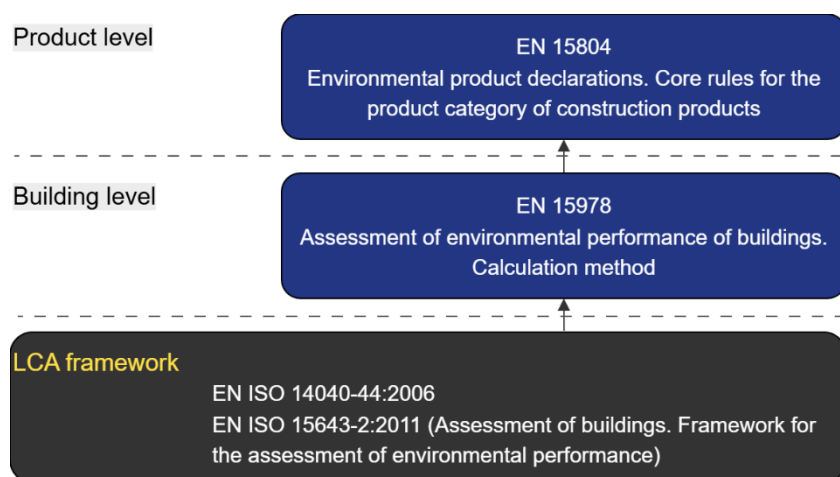 Product level
EN 15804
Environmental product declarations. Core rules for the
product category of construction products
Building level
EN 15978
Assessment of environmental performance of buildings.
Calculation method
LCA framework
EN ISO 14040-44:2006
EN ISO 15643-2:2011 (Assessment of buildings. Framework for
the assessment of environmental performance)